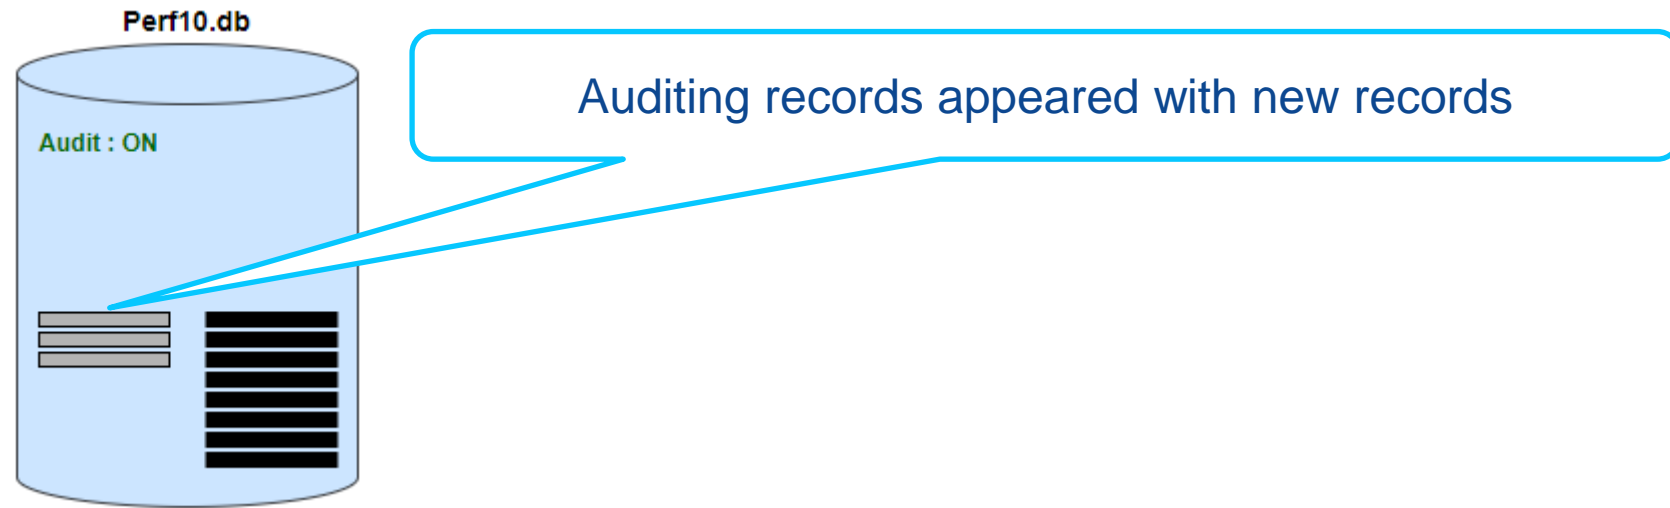 Perf10.db
Auditing records appeared with new records
Audit : ON